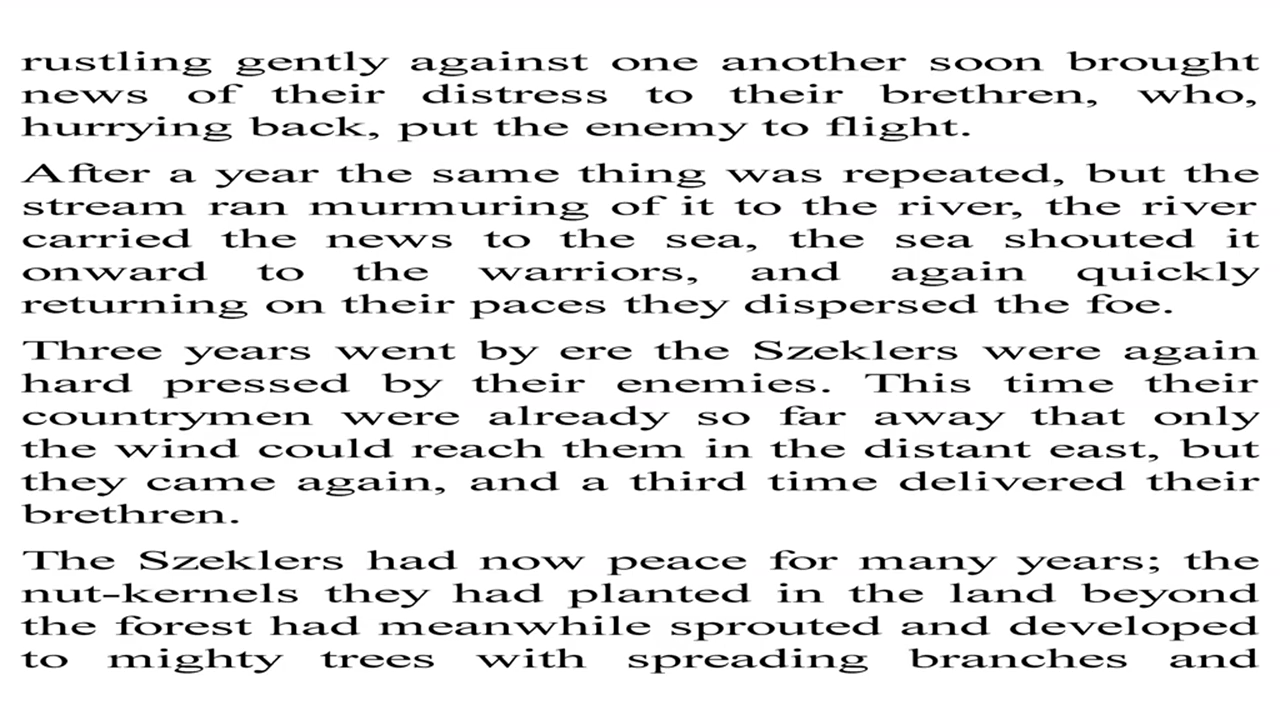 rustling gently against one another soon brought
news of their distress to their brethren, who,
hurrying back, put the enemy to flight.
After a year the same thing was repeated, but the
stream ran murmuring of it to the river, the river
carried the news to the sea, the sea shouted it
onward to the warriors, and again quickly
returning on their paces they dispersed the foe.
Three years went by ere the Szeklers were again
hard pressed by their enemies. This time their
countrymen were already so far away that only
the wind could reach them in the distant east, but
they came again, and a third time delivered their
brethren.
The Szeklers had now peace for many years; the
nut-kernels they had planted in the land beyond
the forest had meanwhile sprouted and developed
to mighty trees with spreading branches and